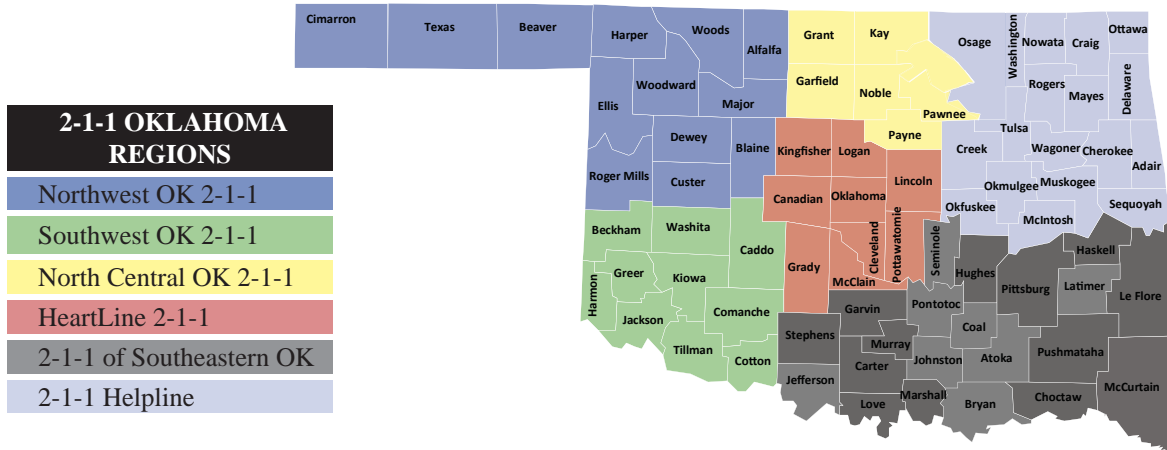 2-1-1 OKLAHOMA
REGIONS
Northwest OK 2-1-1
Southwest OK 2-1-1
North Central OK 2-1-1
HeartLine 2-1-1
2-1-1 of Southeastern OK
2-1-1 Helpline
Cimarron
Texas
Beaver
Harper
Woods
Alfalfa
Grant
Kay
Osage
Washington
Nowata
Craig
Ottawa
Ellis
Woodward
Major
Garfield
Noble
Pawnee
Rogers
Mayes
Delaware
Dewey
Blaine
Kingfisher
Logan
Payne
Creek
Tulsa
Wagoner
Cherokee
Adair
Roger Mills
Custer
Canadian
Oklahoma
Lincoln
Okmulgee
Muskogee
Okfuskee
McIntosh
Sequoyah
Beckham
Washita
Caddo
Grady
Cleveland
McClain
Pottawatomie
Seminole
Hughes
Haskell
Pittsburg
Latimer
Le Flore
Harmon
Greer
Kiowa
Comanche
Jackson
Tillman
Cotton
Stephens
Garvin
Pontotoc
Coal
Murray
Carter
Johnston
Atoka
Pushmataha
McCurtain
Jefferson
Love
Marshall
Bryan
Choctaw